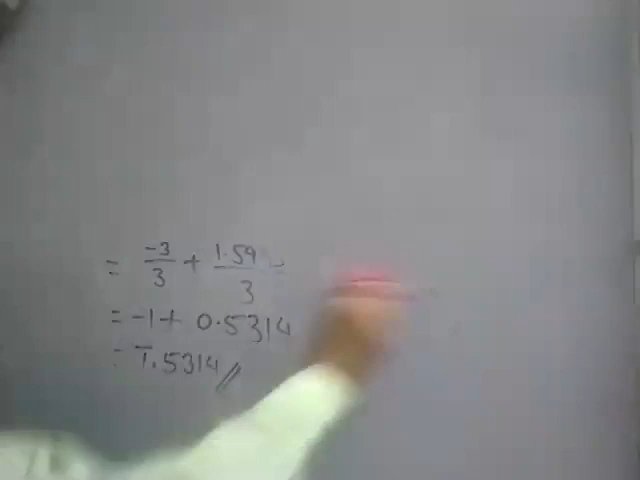 = -3/3 + 1.59/3
= -1 + 0.5314
= 1̅.5314 //